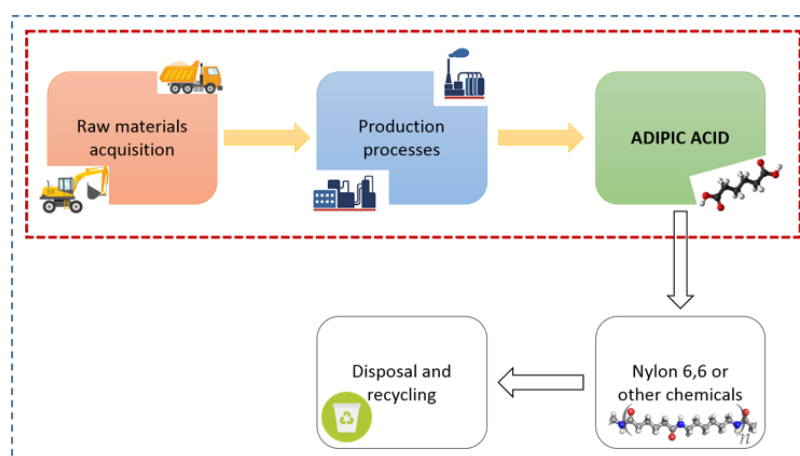 Raw materials
acquisition
Production
processes
ADIPIC ACID
Disposal and
recycling
Nylon 6,6 or
other chemicals
n